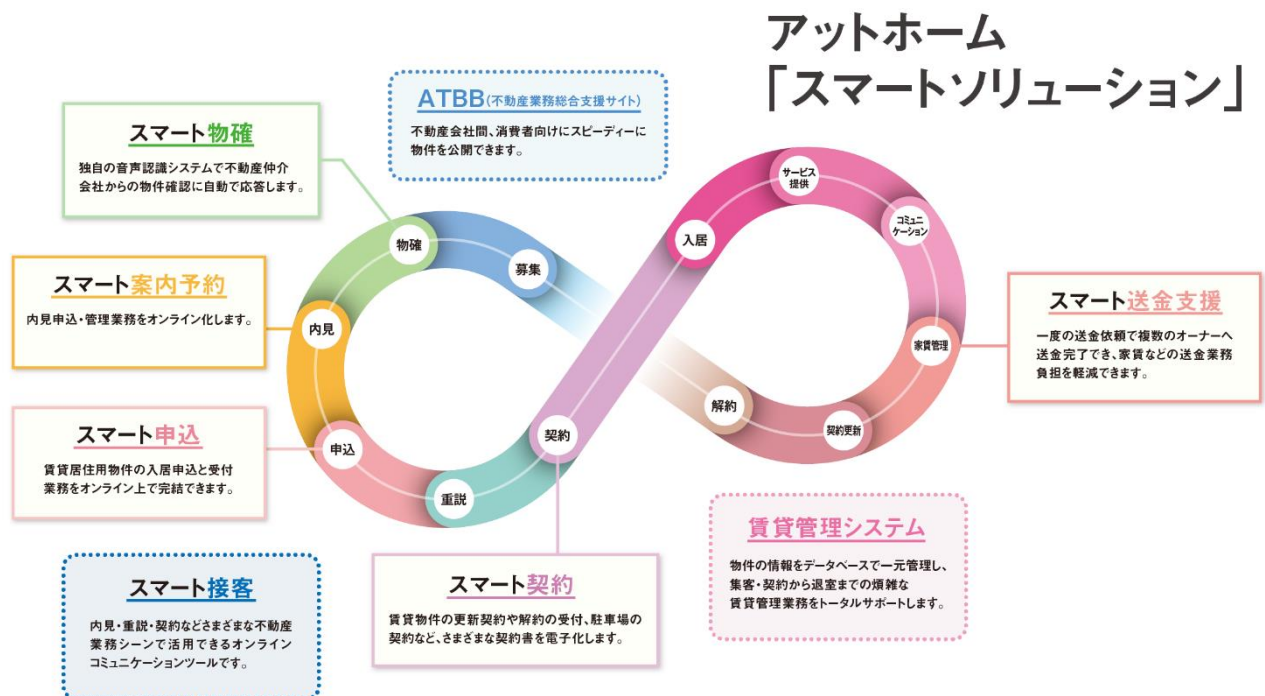 アットホーム
「スマートソリューション」
ATBB(不動産業務総合支援サイト)
不動産会社間、消費者向けにスピーディーに
物件を公開できます。
スマート物確
独自の音声認識システムで不動産仲介
会社からの物件確認に自動で応答します。
スマート案内予約
内見申込・管理業務をオンライン化します。
スマート申込
賃貸居住用物件の入居申込と受付
業務をオンライン上で完結できます。
スマート接客
内見・重説・契約などさまざまな不動産
業務シーンで活用できるオンライン
コミュニケーションツールです。
募集
物確
内見
申込
重説
契約
入居
サービス
提供
コミュニ
ケーション
家賃管理
契約更新
解約
スマート契約
賃貸物件の更新契約や解約の受付、駐車場の
契約など、さまざまな契約書を電子化します。
スマート送金支援
一度の送金依頼で複数のオーナーへ
送金完了でき、家賃などの送金業務
負担を軽減できます。
賃貸管理システム
物件の情報をデータベースで一元管理し、
集客・契約から退室までの煩雑な
賃貸管理業務をトータルサポートします。